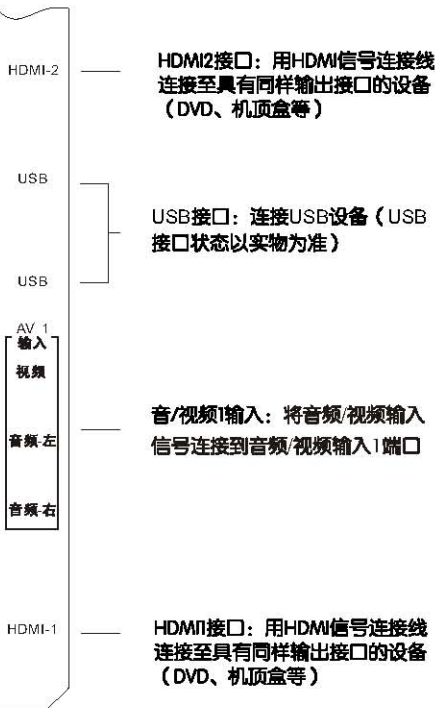 HDMI-2
HDMI2接口：用HDMI信号连接线
连接至具有同样输出接口的设备
（DVD、机顶盒等）
USB
USB接口：连接USB设备（USB
接口状态以实物为准）
USB
AV 1
输入
视频
音频-左
音/视频1输入：将音频/视频输入
信号连接到音频/视频输入1端口
音频-右
HDMI-1
HDMI1接口：用HDMI信号连接线
连接至具有同样输出接口的设备
（DVD、机顶盒等）